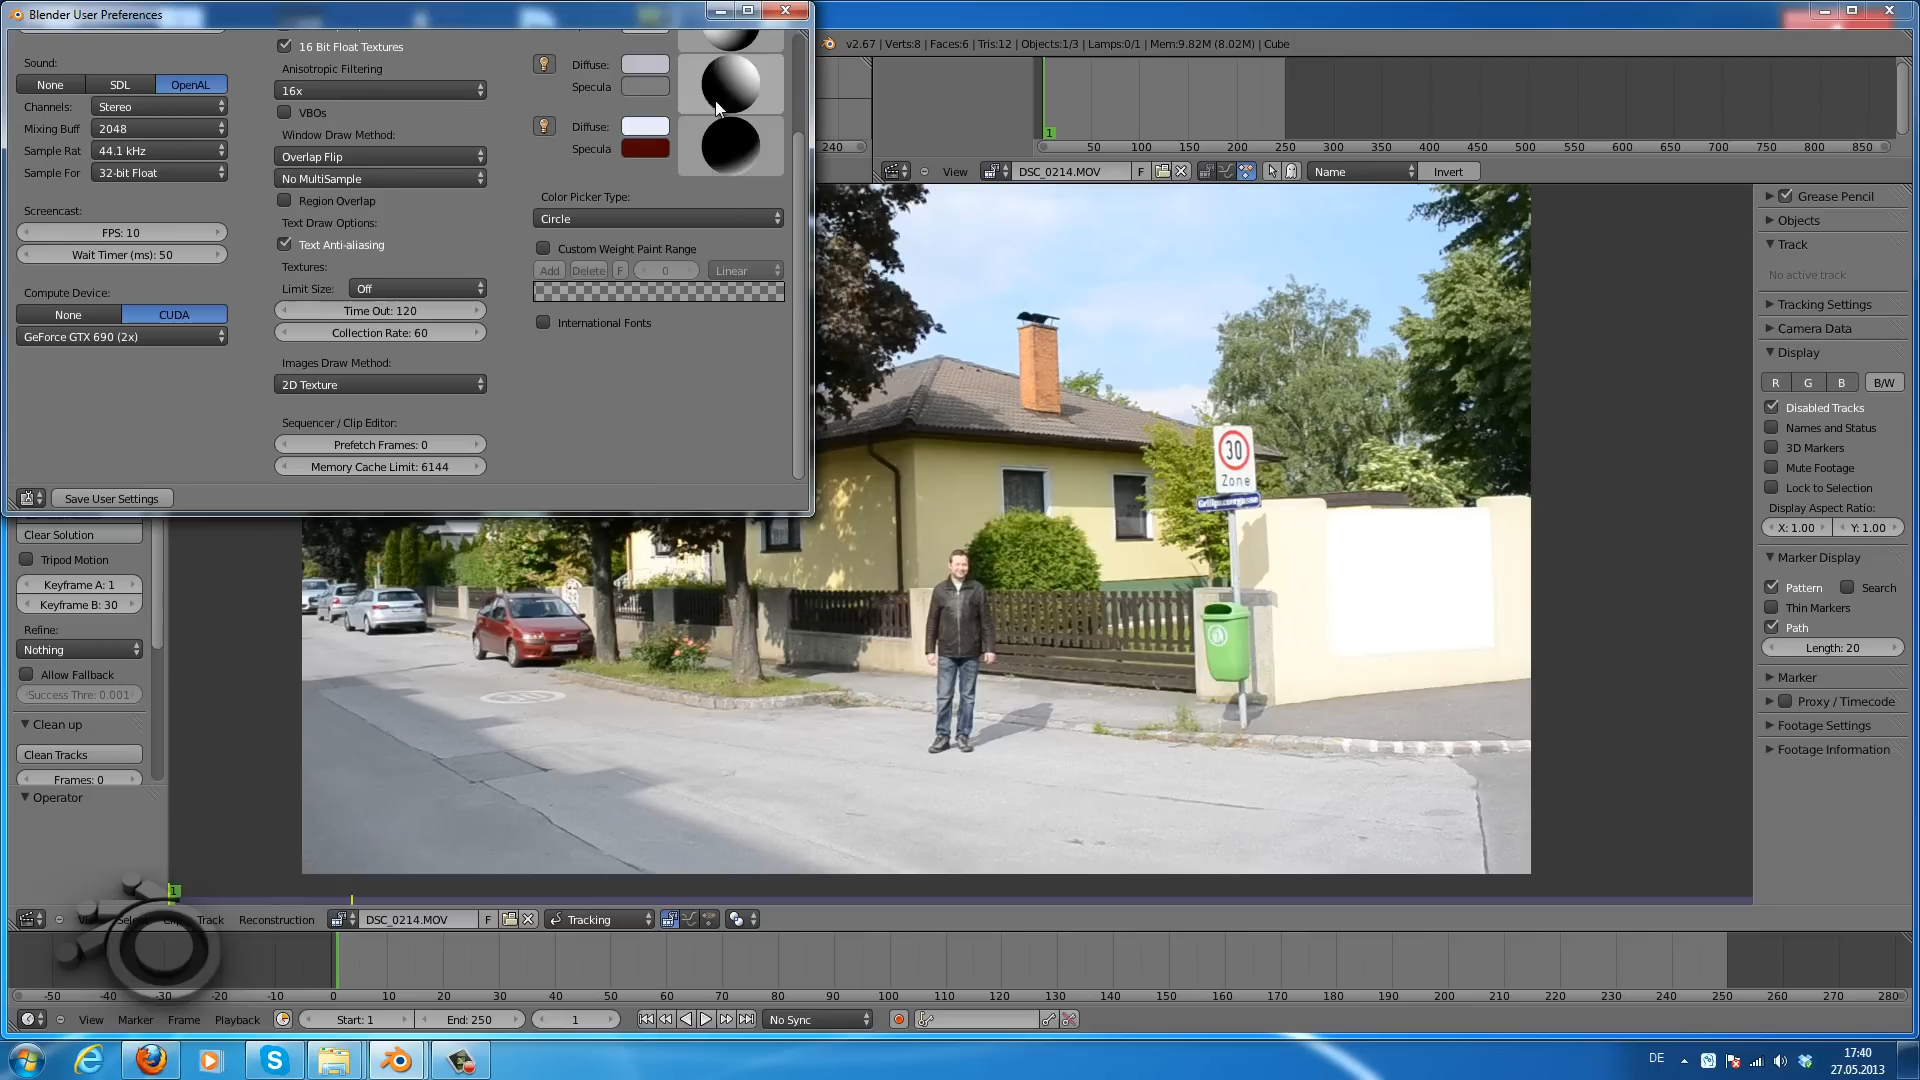 Blender User Preferences
v2.67 | Verts:8 | Faces:6 | Tris:12 | Objects:1/3 | Lamps:0/1 | Mem:9.82M (8.02M) | Cube
Sound:
None SDL OpenAL
Channels: Stereo
Mixing Buff 2048
Sample Rat 44.1 kHz
Sample For 32-bit Float
Screencast:
FPS: 10
Wait Timer (ms): 50
Compute Device:
None CUDA
GeForce GTX 690 (2x)
16 Bit Float Textures
Anisotropic Filtering
16x
VBOs
Window Draw Method:
Overlap Flip
No MultiSample
Region Overlap
Text Draw Options:
Text Anti-aliasing
Textures:
Limit Size: Off
Time Out: 120
Collection Rate: 60
Images Draw Method:
2D Texture
Sequencer / Clip Editor:
Prefetch Frames: 0
Memory Cache Limit: 6144
Diffuse:
Specula
Diffuse:
Specula
Color Picker Type:
Circle
Custom Weight Paint Range
Add Delete F 0 Linear
International Fonts
Save User Settings
1
240 0 50 100 150 200 250 300 350 400 450 500 550 600 650 700 750 800 850
View DSC_0214.MOV F Name Invert
30
Zone
Clear Solution
Tripod Motion
Keyframe A: 1
Keyframe B: 30
Refine:
Nothing
Allow Fallback
Success Thre: 0.001
Clean up
Clean Tracks
Frames: 0
Operator
Grease Pencil
Objects
Track
No active track
Tracking Settings
Camera Data
Display
R G B B/W
Disabled Tracks
Names and Status
3D Markers
Mute Footage
Lock to Selection
Display Aspect Ratio:
X: 1.00 Y: 1.00
Marker Display
Pattern Search
Thin Markers
Path
Length: 20
Marker
Proxy / Timecode
Footage Settings
Footage Information
1
View Select Clip Track Reconstruction DSC_0214.MOV F Tracking
-50 -40 -30 -20 -10 0 10 20 30 40 50 60 70 80 90 100 110 120 130 140 150 160 170 180 190 200 210 220 230 240 250 260 270 280
View Marker Frame Playback Start: 1 End: 250 1 No Sync
DE
17:40
27.05.2013